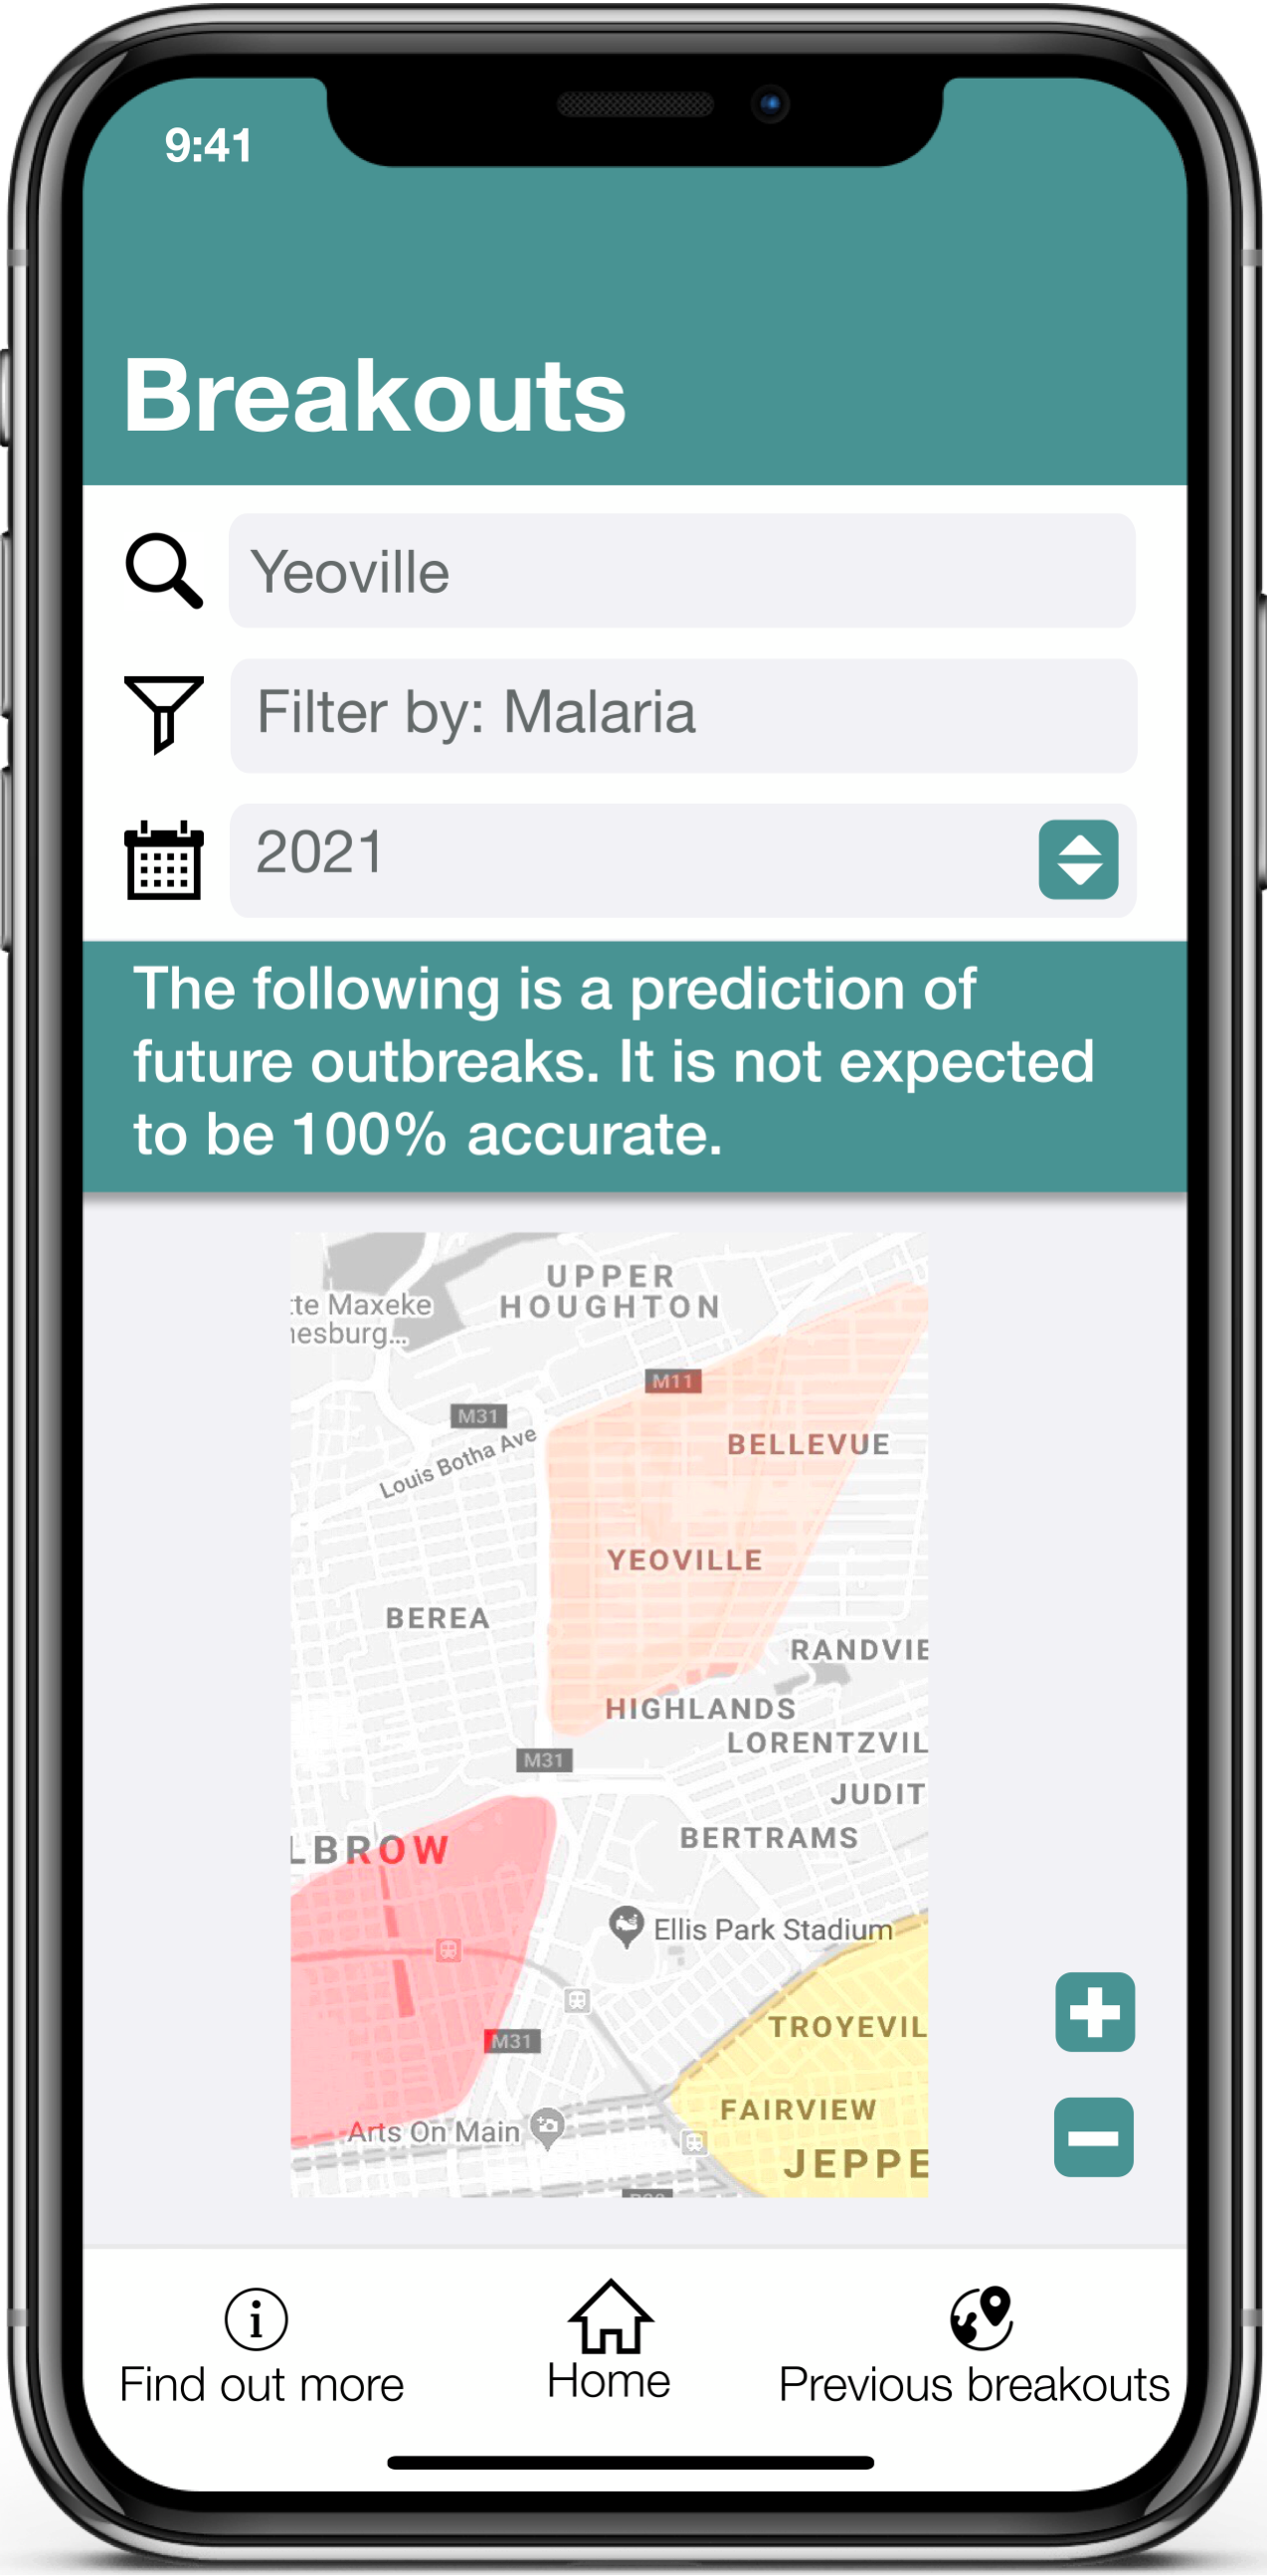 9:41
Breakouts
Yeoville
Filter by: Malaria
2021
The following is a prediction of
future outbreaks. It is not expected
to be 100% accurate.
UPPER
HOUGHTON
te Maxeke
nesburg...
M11
M31
Louis Botha Ave
BELLEVUE
YEOVILLE
BEREA
RANDVIE
HIGHLANDS
LORENTZVIL
M31
JUDIT
BERTRAMS
LBROW
Ellis Park Stadium
TROYEVIL
M31
FAIRVIEW
Arts On Main
JEPPE
Find out more
Home
Previous breakouts